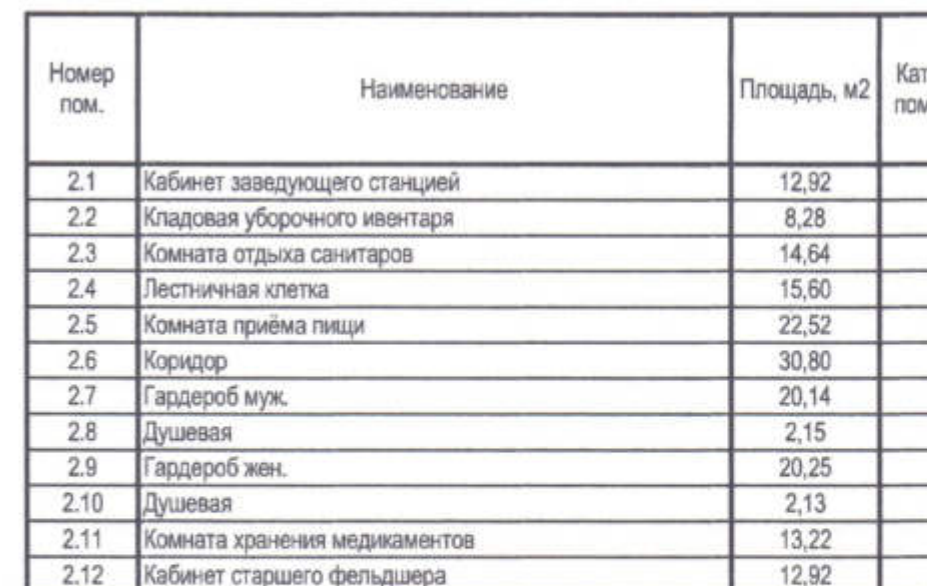 Номер пом. Наименование Площадь, м2
2.1 Кабинет заведующего станцией 12,92
2.2 Кладовая уборочного ивентаря 8,28
2.3 Комната отдыха санитаров 14,64
2.4 Лестничная клетка 15,60
2.5 Комната приёма пищи 22,52
2.6 Коридор 30,80
2.7 Гардероб муж. 20,14
2.8 Душевая 2,15
2.9 Гардероб жен. 20,25
2.10 Душевая 2,13
2.11 Комната хранения медикаментов 13,22
2.12 Кабинет старшего фельдшера 12,92